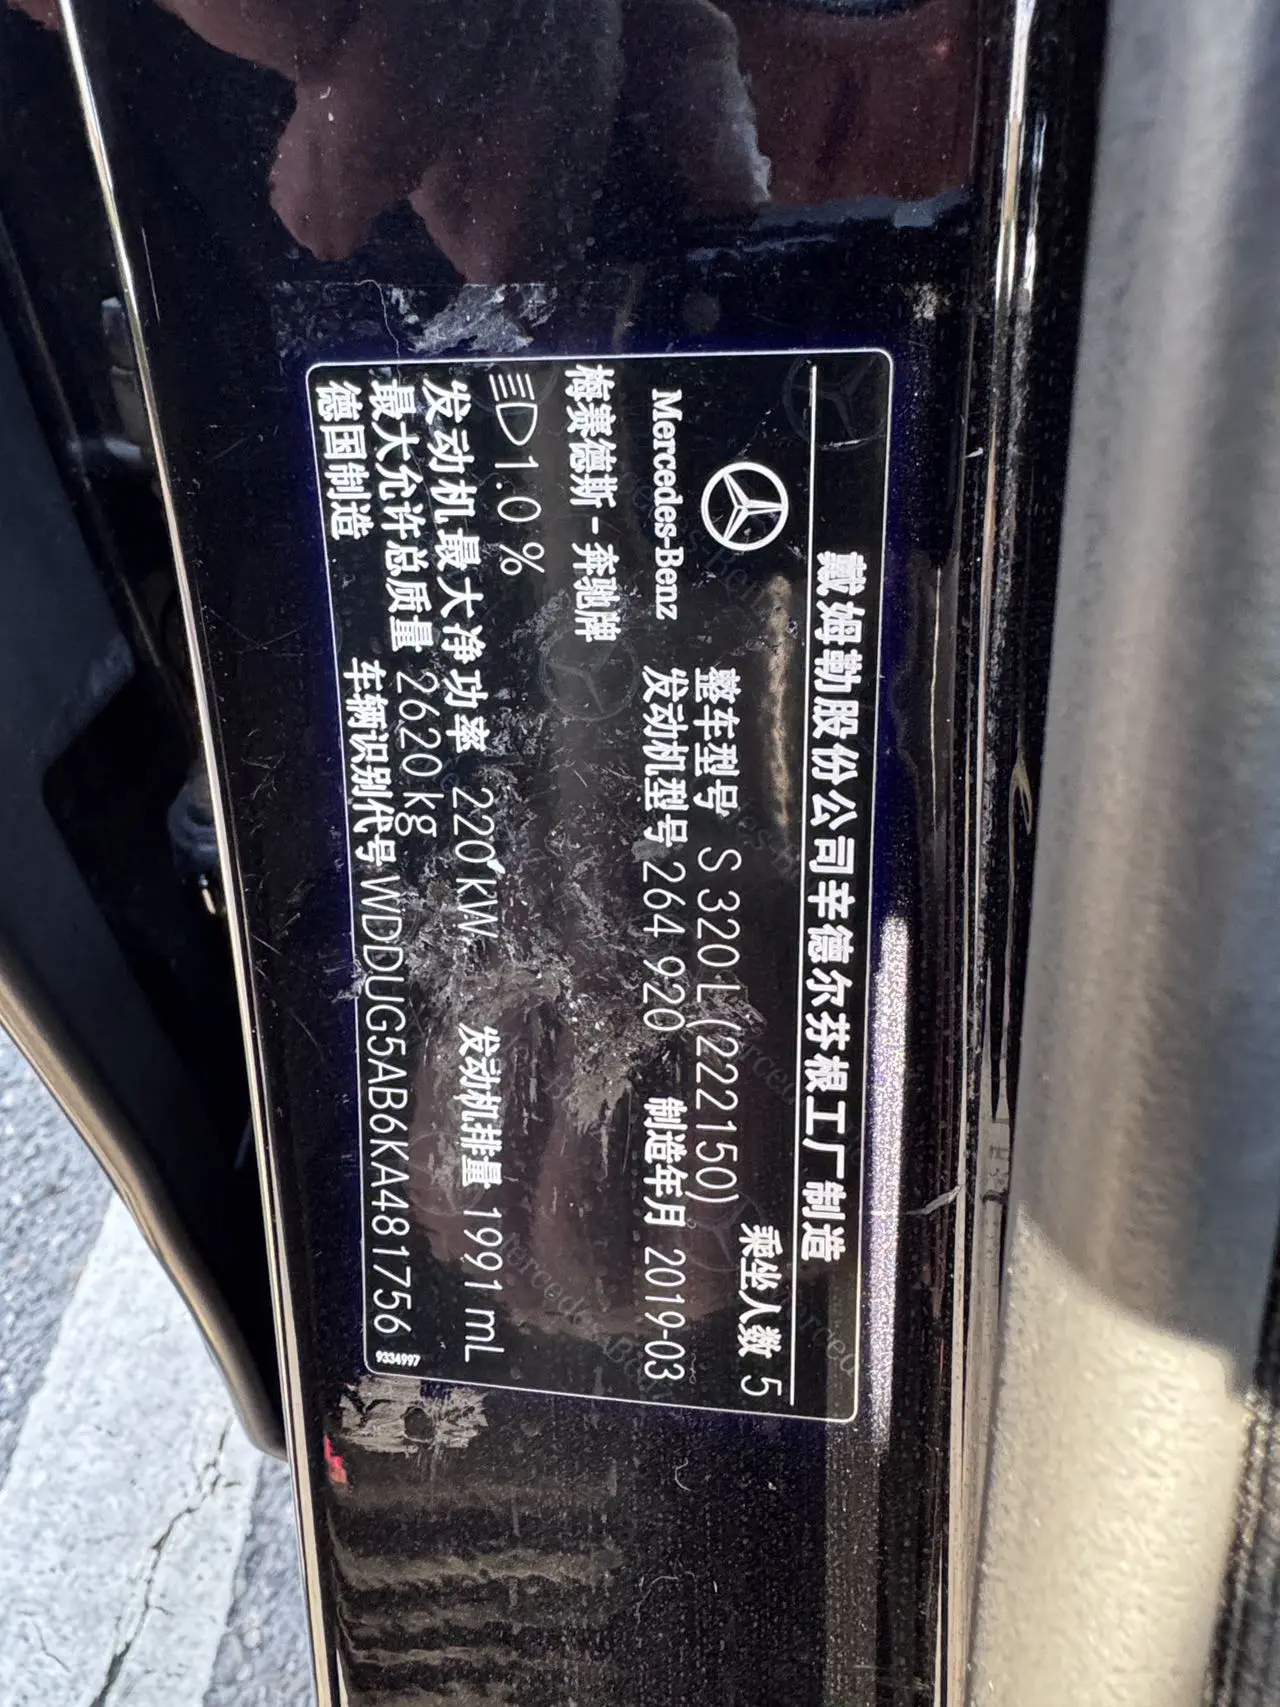 戴姆勒股份公司辛德尔芬根工厂制造
乘坐人数 5
Mercedes-Benz
整车型号 S 320 L (222150)
发动机型号 264 920 制造年月 2019-03
梅赛德斯-奔驰牌
1.0 %
发动机最大净功率 220 kW 发动机排量 1991 mL
最大允许总质量 2620 kg
德国制造 车辆识别代号 WDDUG5AB6KA481756
9334997